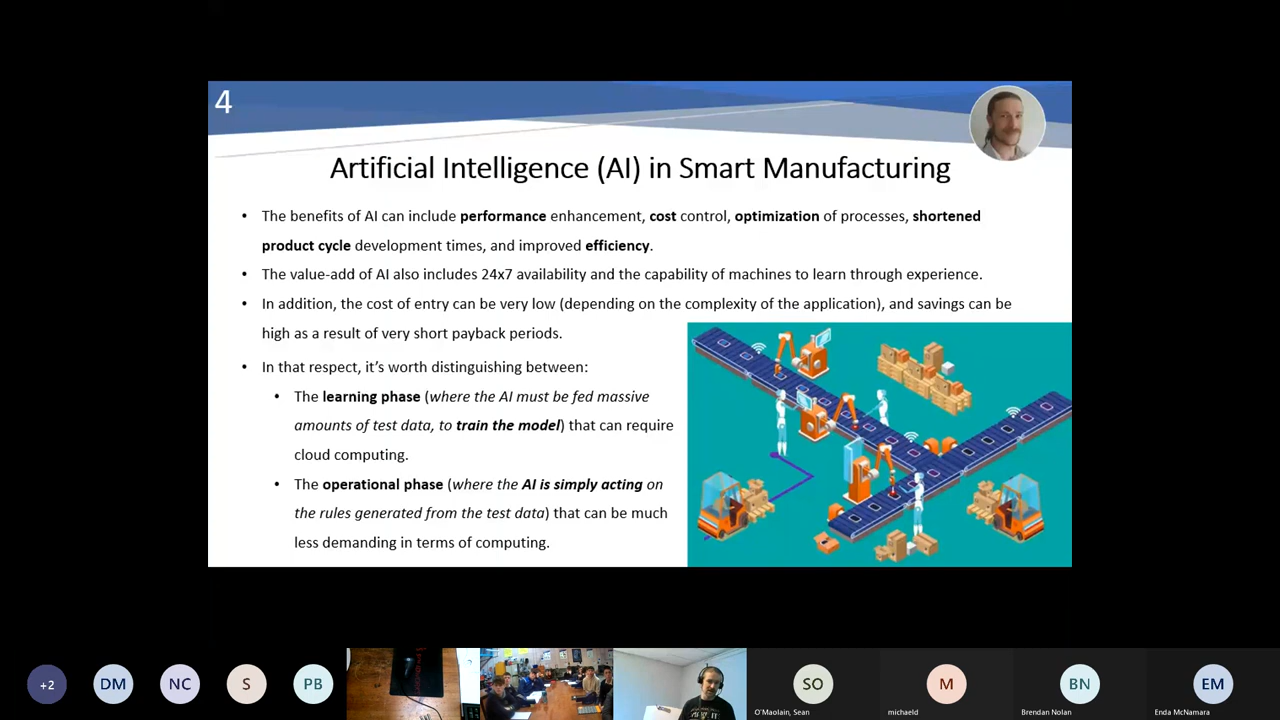 4
Artificial Intelligence (AI) in Smart Manufacturing
• The benefits of AI can include performance enhancement, cost control, optimization of processes, shortened
product cycle development times, and improved efficiency.
• The value-add of AI also includes 24x7 availability and the capability of machines to learn through experience.
• In addition, the cost of entry can be very low (depending on the complexity of the application), and savings can be
high as a result of very short payback periods.
• In that respect, it’s worth distinguishing between:
• The learning phase (where the AI must be fed massive
amounts of test data, to train the model) that can require
cloud computing.
• The operational phase (where the AI is simply acting on
the rules generated from the test data) that can be much
less demanding in terms of computing.
+2
DM
NC
S
PB
SO
M
BN
EM
O'Maolain, Sean
michaeld
Brendan Nolan
Enda McNamara